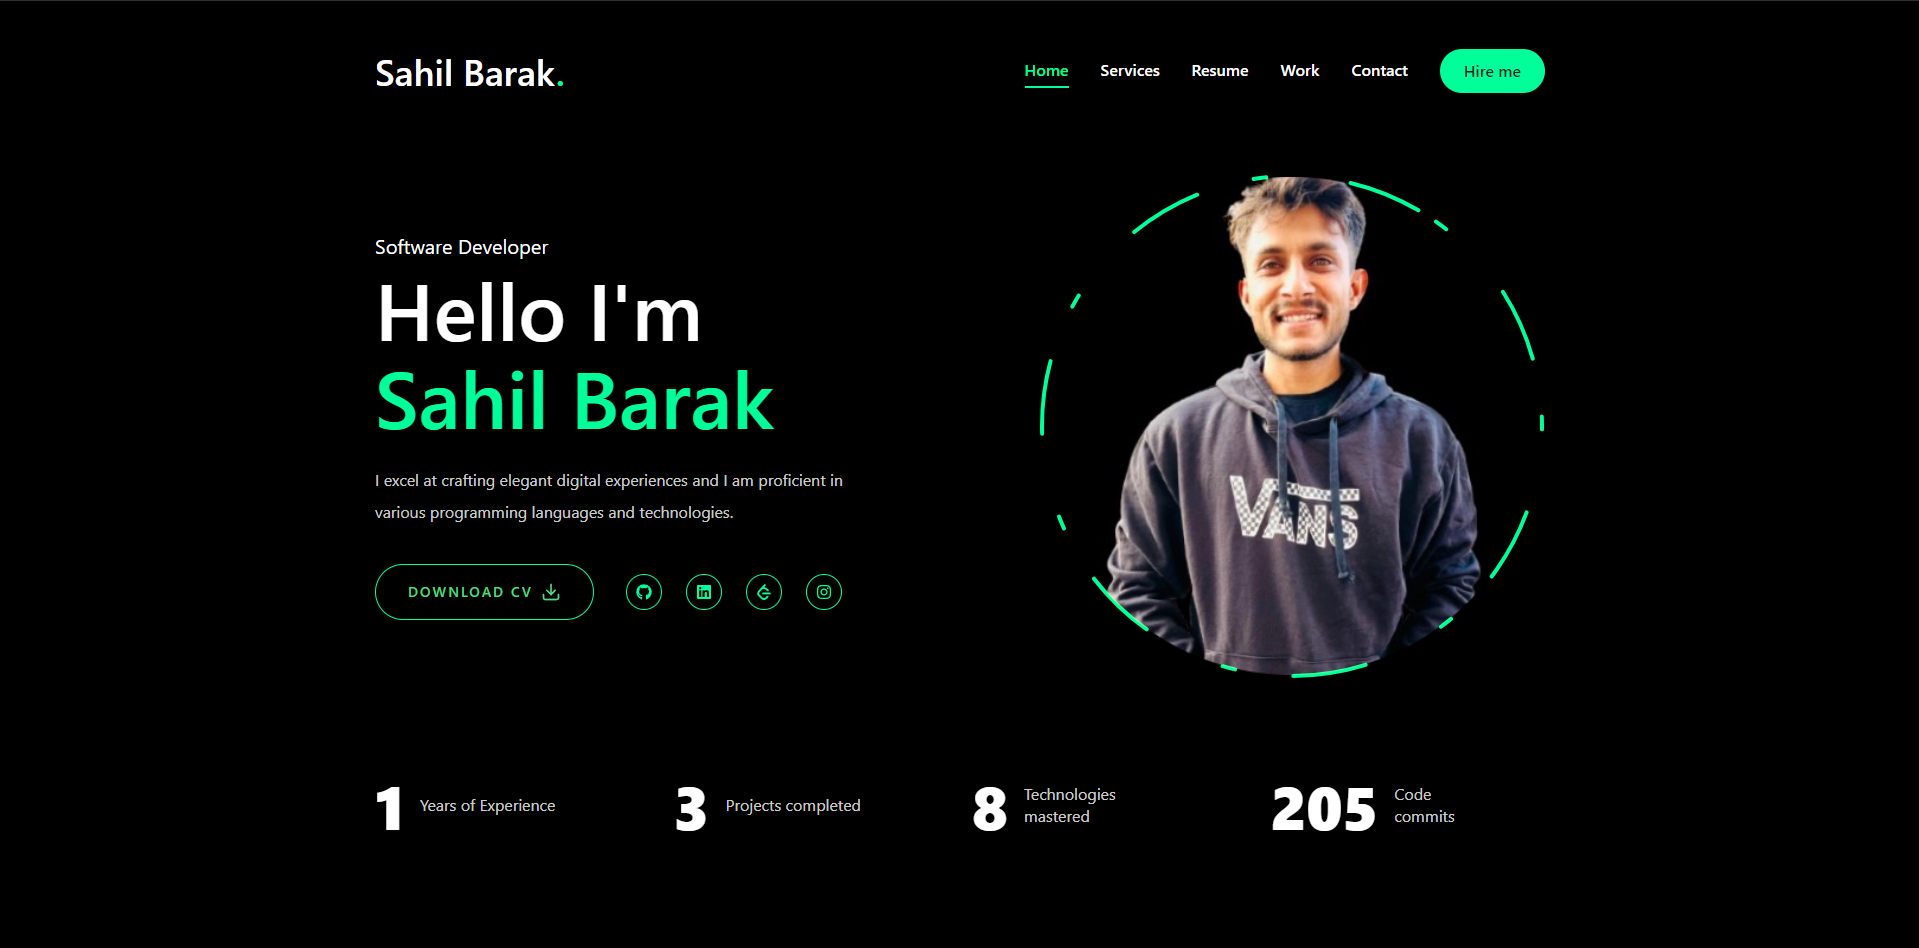 Sahil Barak.
Home Services Resume Work Contact Hire me
Software Developer
Hello I'm
Sahil Barak
I excel at crafting elegant digital experiences and I am proficient in
various programming languages and technologies.
DOWNLOAD CV
VANS
1 Years of Experience
3 Projects completed
8 Technologies
mastered
205 Code
commits